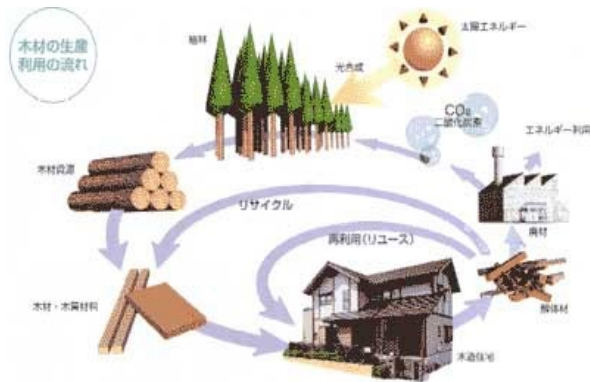 木材の生産
利用の流れ
植林
太陽エネルギー
光合成
CO₂
二酸化炭素
エネルギー利用
木材資源
リサイクル
廃材
再利用(リユース)
木材・木質材料
解体材
木造住宅